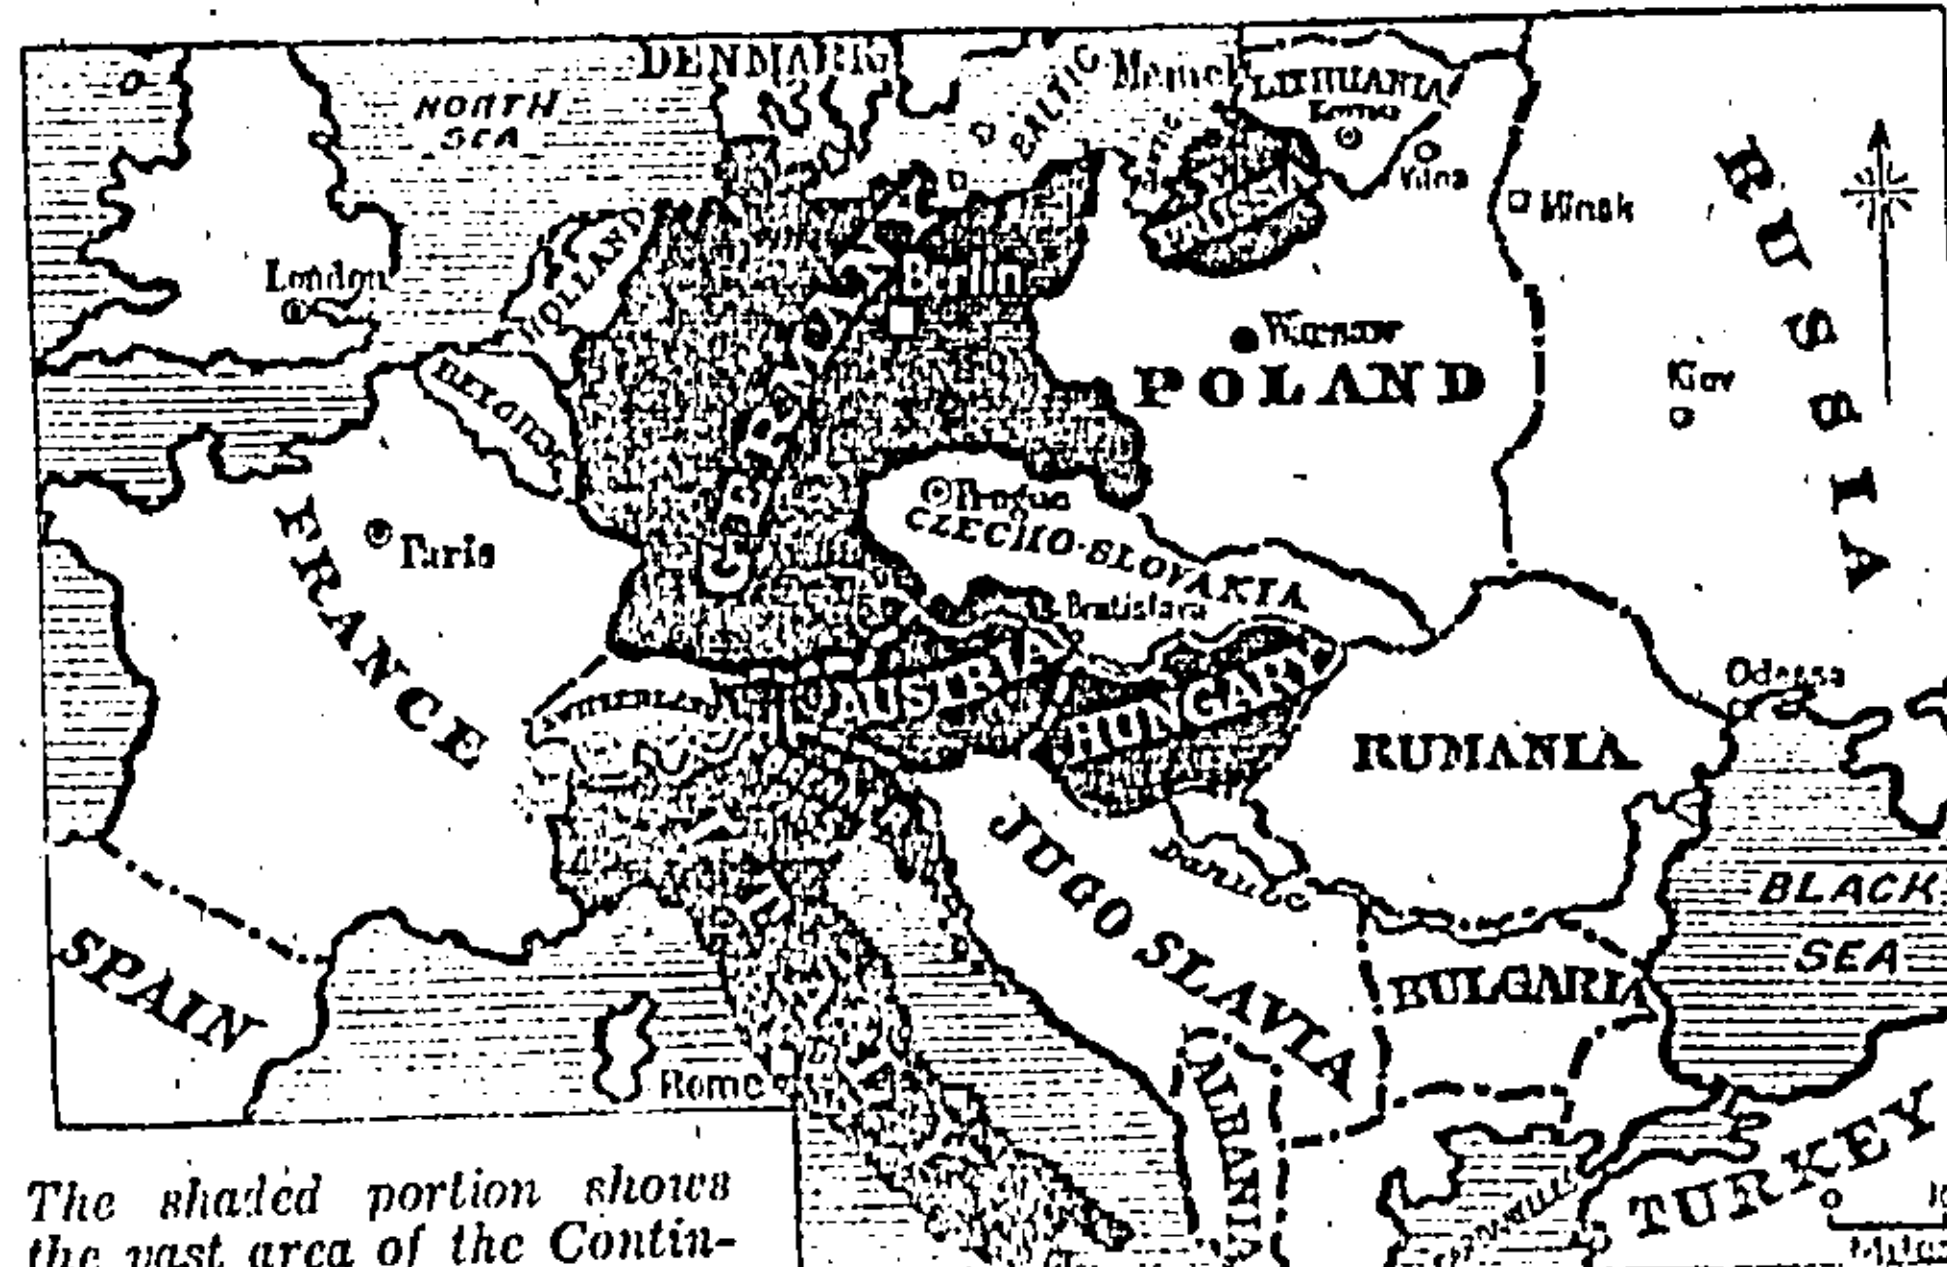 DENMARK
NORTH
SEA
BALTIC
Memel
LITHUANIA
Vilna
Minsk
RUSSIA
PRUSSIA
London
HOLLAND
Berlin
GERMANY
Warsaw
POLAND
Kiev
BELGIUM
Prague
CZECHO-SLOVAKIA
Bratislava
Paris
FRANCE
AUSTRIA
HUNGARY
SWITZERLAND
Odessa
RUMANIA
ITALY
JUGO SLAVIA
Danube
BLACK
SEA
SPAIN
BULGARIA
Rome
ALBANIA
TURKEY
The shaded portion shows
the vast area of the Contin-